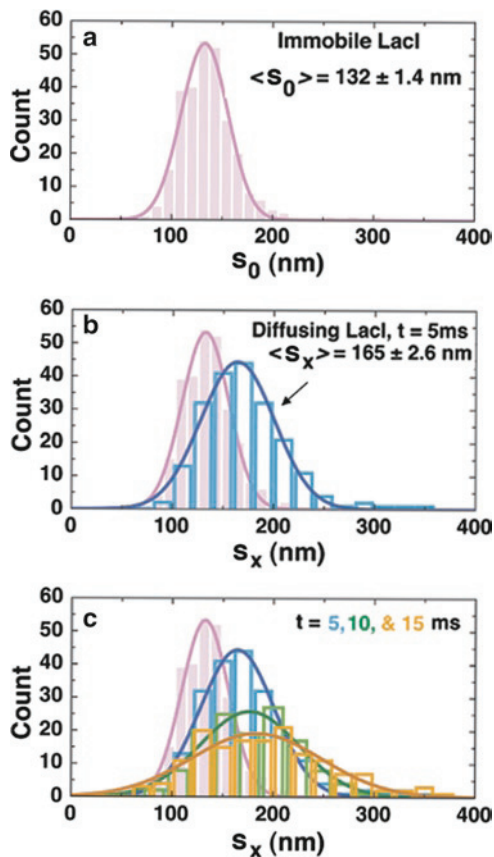 60
50
40
30
20
10
0
Count
a
Immobile LacI
<S0> = 132 ± 1.4 nm
0 100 200 300 400
S0 (nm)
60
50
40
30
20
10
0
Count
b
Diffusing LacI, t = 5ms
<Sx> = 165 ± 2.6 nm
0 100 200 300 400
Sx (nm)
60
50
40
30
20
10
0
Count
c
t = 5, 10, & 15 ms
0 100 200 300 400
Sx (nm)